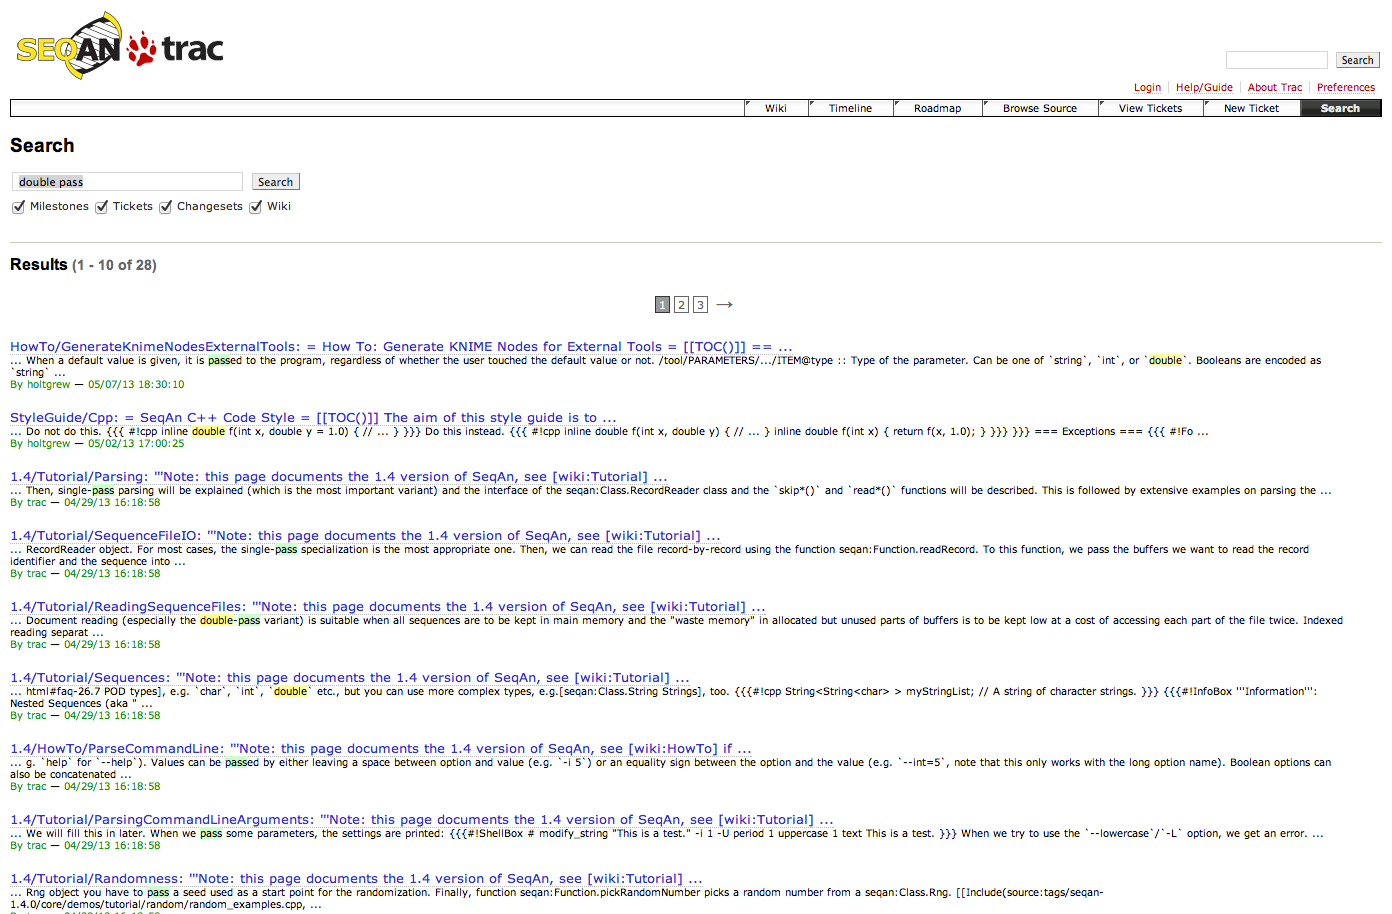 SEQAN trac
Search
Login Help/Guide About Trac Preferences
Wiki Timeline Roadmap Browse Source View Tickets New Ticket Search
Search
double pass Search
Milestones Tickets Changesets Wiki
Results (1 - 10 of 28)
1 2 3 →
HowTo/GenerateKnimeNodesExternalTools: = How To: Generate KNIME Nodes for External Tools = [[TOC()]] == ...
... When a default value is given, it is passed to the program, regardless of whether the user touched the default value or not. /tool/PARAMETERS/.../ITEM@type :: Type of the parameter. Can be one of `string`, `int`, or `double`. Booleans are encoded as
`string` ...
By holtgrew — 05/07/13 18:30:10
StyleGuide/Cpp: = SeqAn C++ Code Style = [[TOC()]] The aim of this style guide is to ...
... Do not do this. {{{ #!cpp inline double f(int x, double y = 1.0) { // ... } }}} Do this instead. {{{ #!cpp inline double f(int x, double y) { // ... } inline double f(int x) { return f(x, 1.0); } }}} }}} === Exceptions === {{{ #!Fo ...
By holtgrew — 05/02/13 17:00:25
1.4/Tutorial/Parsing: '''Note: this page documents the 1.4 version of SeqAn, see [wiki:Tutorial] ...
... Then, single-pass parsing will be explained (which is the most important variant) and the interface of the seqan:Class.RecordReader class and the `skip*()` and `read*()` functions will be described. This is followed by extensive examples on parsing the ...
By trac — 04/29/13 16:18:58
1.4/Tutorial/SequenceFileIO: '''Note: this page documents the 1.4 version of SeqAn, see [wiki:Tutorial] ...
... RecordReader object. For most cases, the single-pass specialization is the most appropriate one. Then, we can read the file record-by-record using the function seqan:Function.readRecord. To this function, we pass the buffers we want to read the record
identifier and the sequence into ...
By trac — 04/29/13 16:18:58
1.4/Tutorial/ReadingSequenceFiles: '''Note: this page documents the 1.4 version of SeqAn, see [wiki:Tutorial] ...
... Document reading (especially the double-pass variant) is suitable when all sequences are to be kept in main memory and the "waste memory" in allocated but unused parts of buffers is to be kept low at a cost of accessing each part of the file twice. Indexed
reading separat ...
By trac — 04/29/13 16:18:58
1.4/Tutorial/Sequences: '''Note: this page documents the 1.4 version of SeqAn, see [wiki:Tutorial] ...
... html#faq-26.7 POD types], e.g. `char`, `int`, `double` etc., but you can use more complex types, e.g.[seqan:Class.String Strings], too. {{{#!cpp String<String<char> > myStringList; // A string of character strings. }}} {{{#!InfoBox '''Information''':
Nested Sequences (aka " ...
By trac — 04/29/13 16:18:58
1.4/HowTo/ParseCommandLine: '''Note: this page documents the 1.4 version of SeqAn, see [wiki:HowTo] if ...
... g. `help` for `--help`). Values can be passed by either leaving a space between option and value (e.g. `-i 5`) or an equality sign between the option and the value (e.g. `--int=5`, note that this only works with the long option name). Boolean options can
also be concatenated ...
By trac — 04/29/13 16:18:58
1.4/Tutorial/ParsingCommandLineArguments: '''Note: this page documents the 1.4 version of SeqAn, see [wiki:Tutorial] ...
... We will fill this in later. When we pass some parameters, the settings are printed: {{{#!ShellBox # modify_string "This is a test." -i 1 -U period 1 uppercase 1 text This is a test. }}} When we try to use the `--lowercase`/`-L` option, we get an error. ...
By trac — 04/29/13 16:18:58
1.4/Tutorial/Randomness: '''Note: this page documents the 1.4 version of SeqAn, see [wiki:Tutorial] ...
... Rng object you have to pass a seed used as a start point for the randomization. Finally, function seqan:Function.pickRandomNumber picks a random number from a seqan:Class.Rng. [[Include(source:tags/seqan-
1.4.0/core/demos/tutorial/random/random_examples.cpp, ...